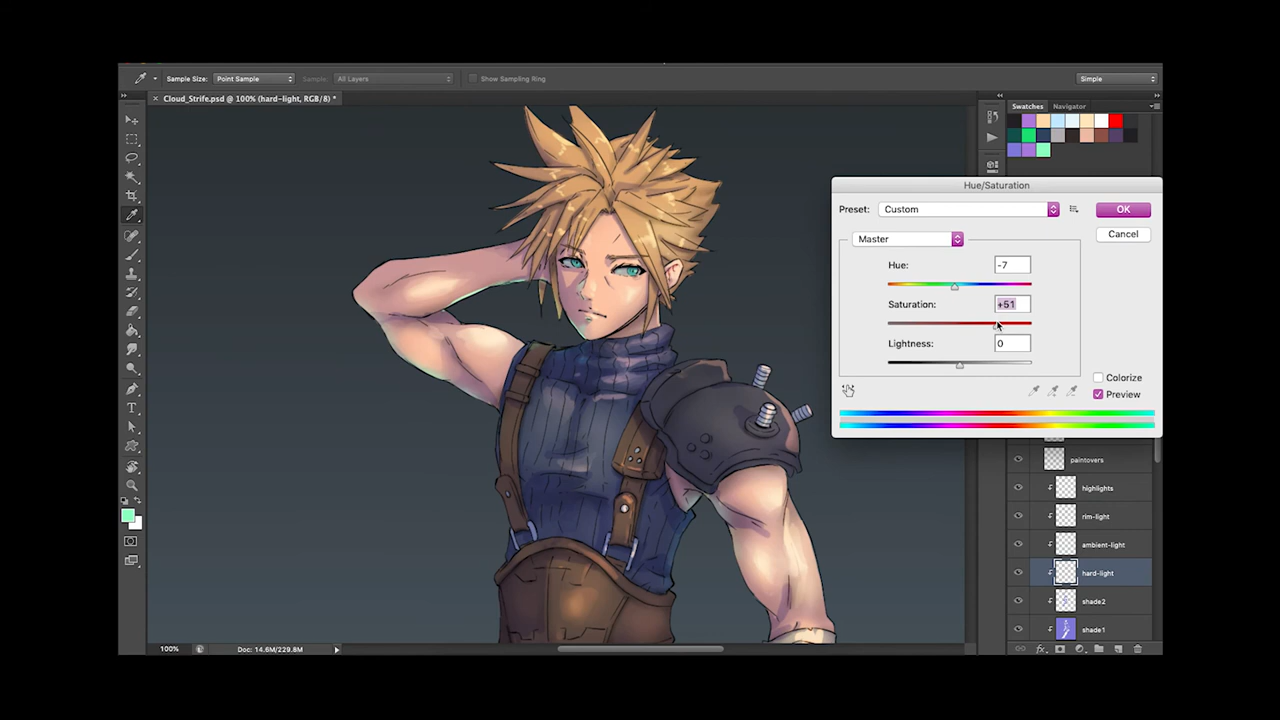 Sample Size: Point Sample Sample: All Layers Show Sampling Ring Simple
× Cloud_Strife.psd @ 100% (hard-light, RGB/8) *
Swatches Navigator
Hue/Saturation
Preset: Custom OK
Master Cancel
Hue: -7
Saturation: +51
Lightness: 0
Colorize
Preview
paintovers
highlights
rim-light
ambient-light
hard-light
shade2
shade1
100% Doc: 14.6M/229.8M